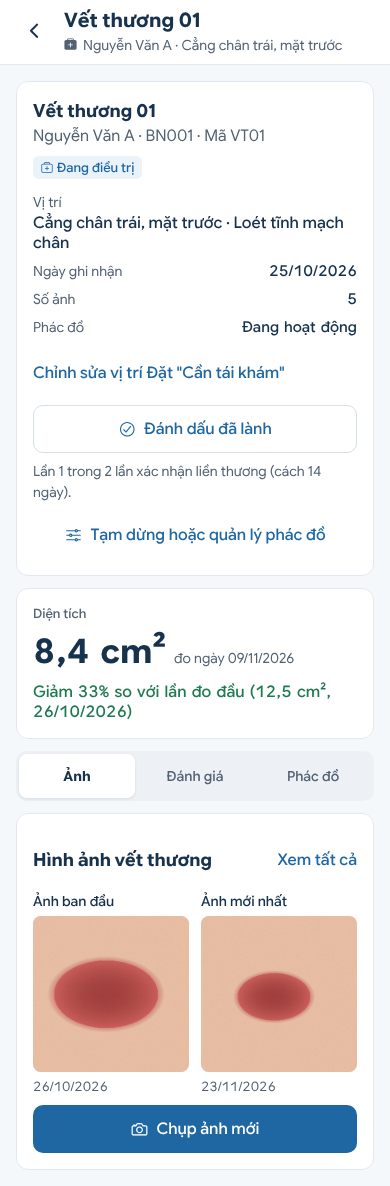 Vết thương 01
Nguyễn Văn A · Cẳng chân trái, mặt trước
Vết thương 01
Nguyễn Văn A · BN001 · Mã VT01
Đang điều trị
Vị trí
Cẳng chân trái, mặt trước · Loét tĩnh mạch
chân
Ngày ghi nhận 25/10/2026
Số ảnh 5
Phác đồ Đang hoạt động
Chỉnh sửa vị trí Đặt "Cần tái khám"
Đánh dấu đã lành
Lần 1 trong 2 lần xác nhận liền thương (cách 14
ngày).
Tạm dừng hoặc quản lý phác đồ
Diện tích
8,4 cm² đo ngày 09/11/2026
Giảm 33% so với lần đo đầu (12,5 cm²,
26/10/2026)
Ảnh Đánh giá Phác đồ
Hình ảnh vết thương Xem tất cả
Ảnh ban đầu Ảnh mới nhất
26/10/2026 23/11/2026
Chụp ảnh mới